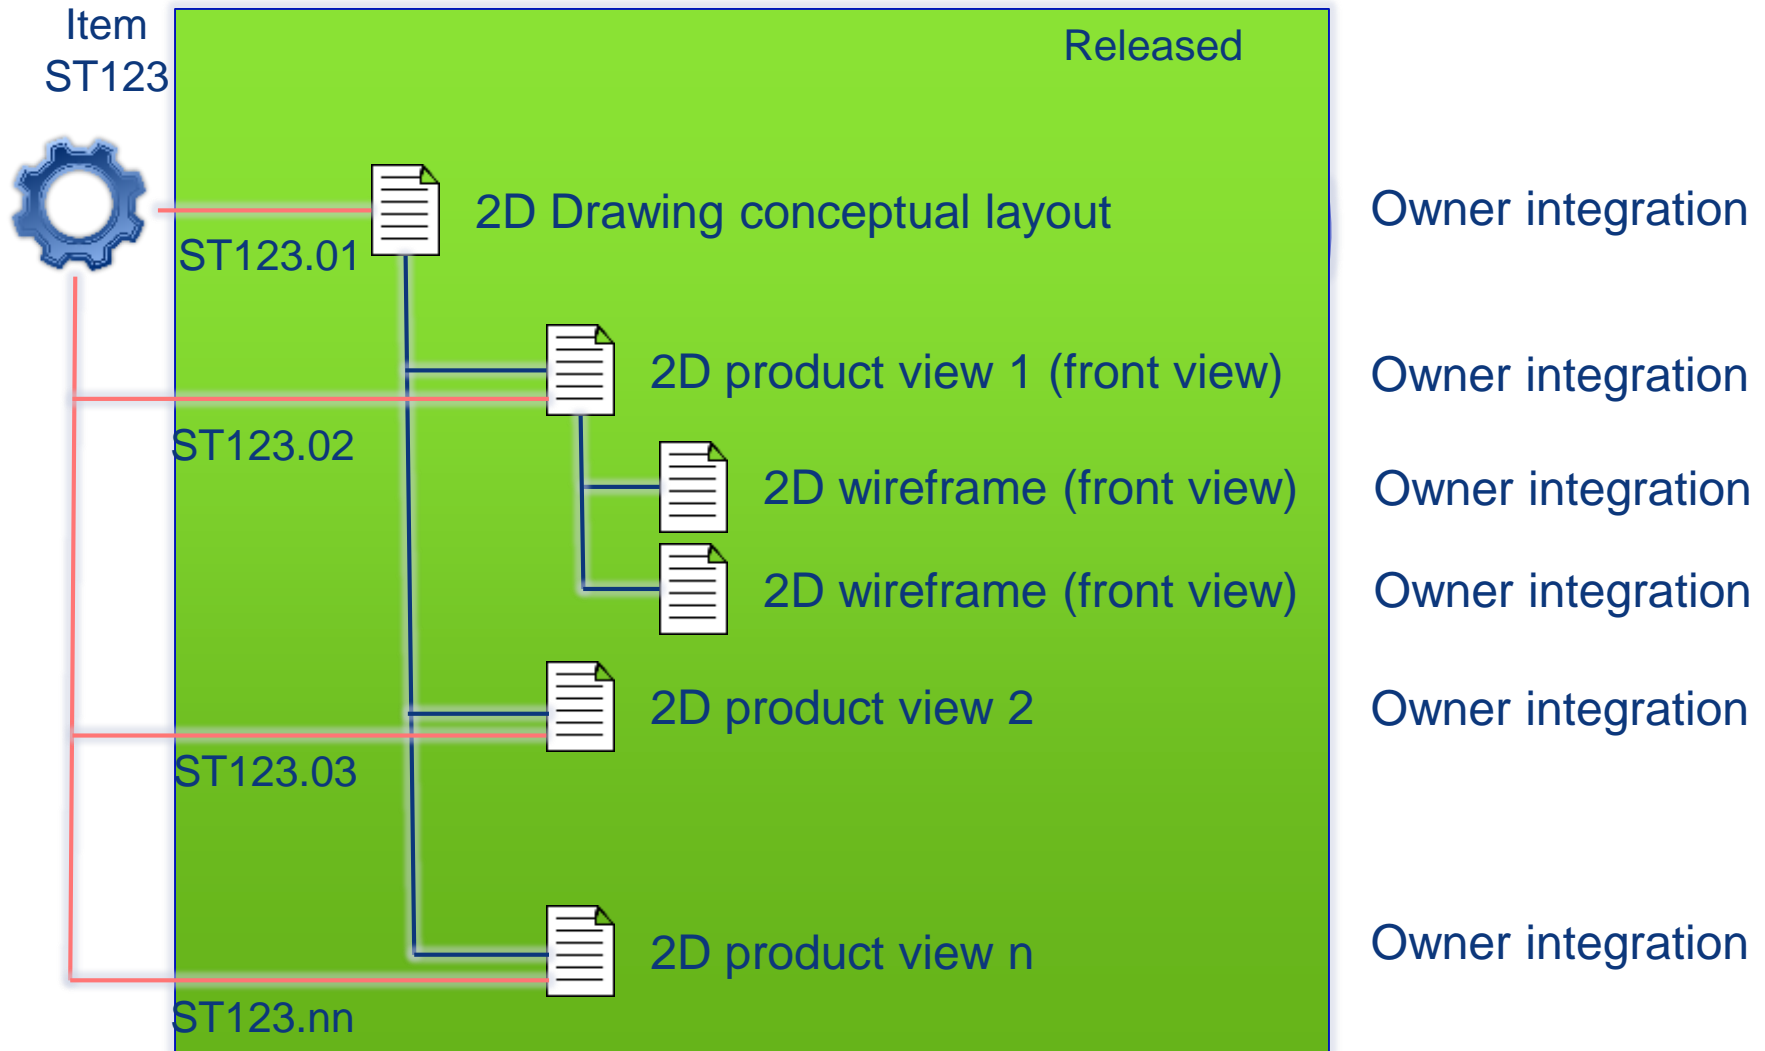 Item
ST123
Released
2D Drawing conceptual layout
Owner integration
ST123.01
2D product view 1 (front view)
Owner integration
ST123.02
2D wireframe (front view)
Owner integration
2D wireframe (front view)
Owner integration
2D product view 2
Owner integration
ST123.03
2D product view n
Owner integration
ST123.nn